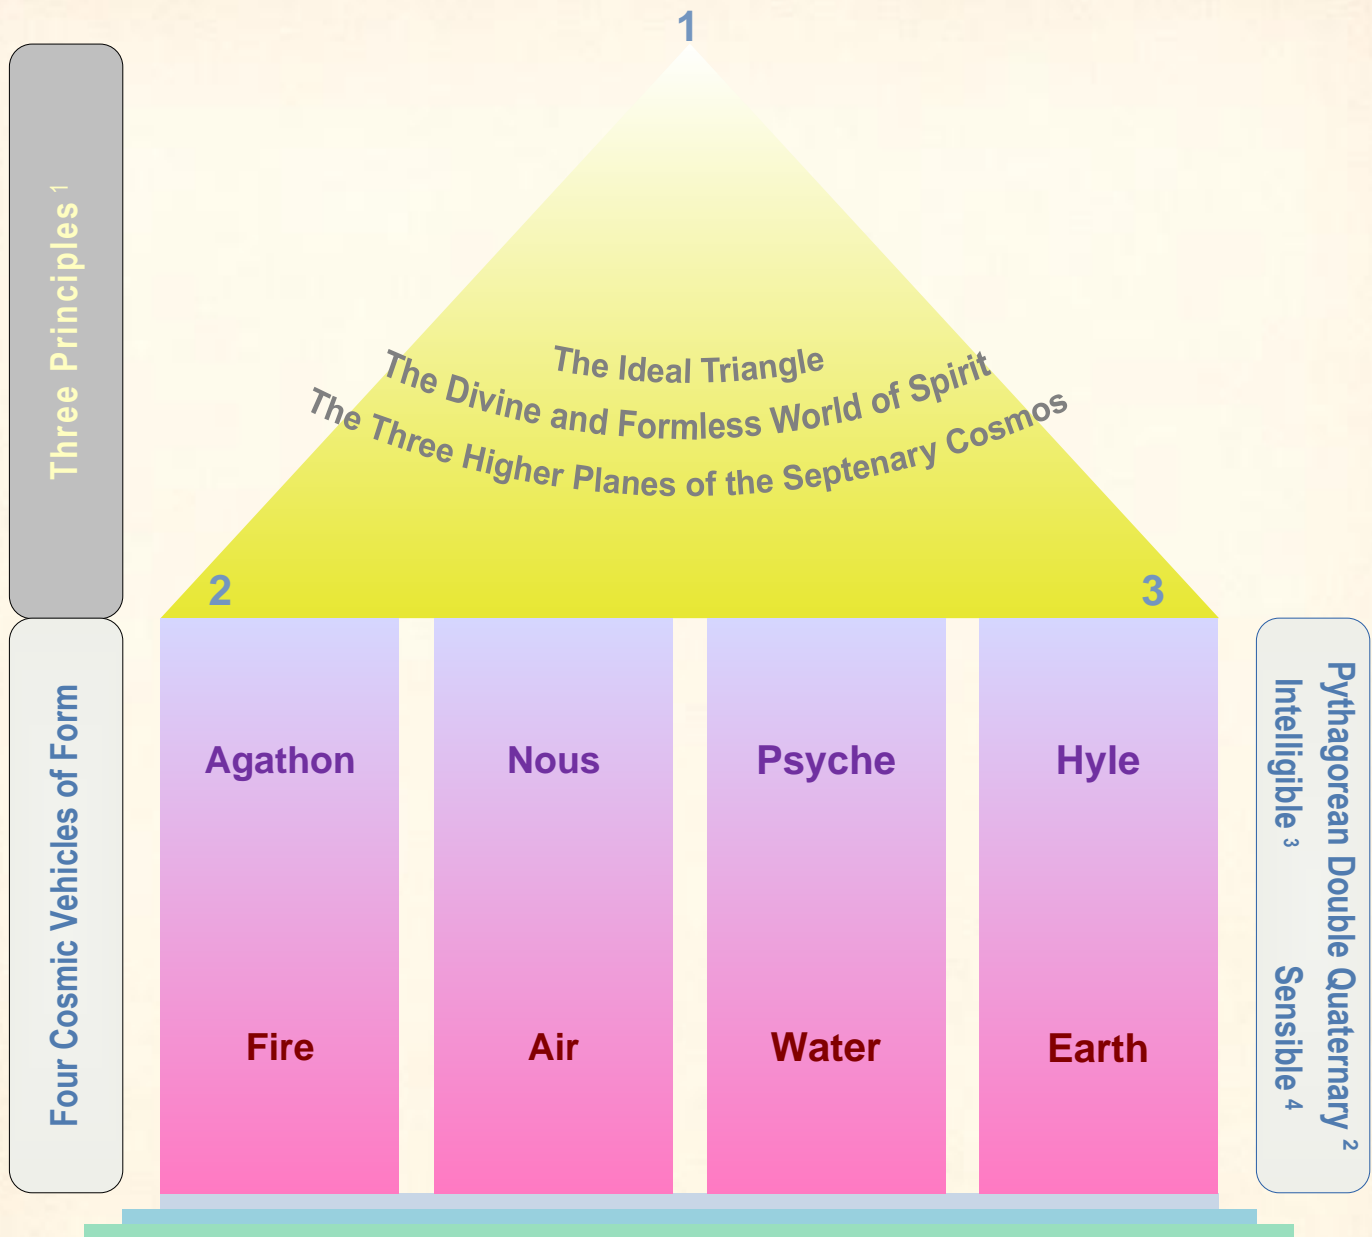 1
Three Principles 1
The Ideal Triangle
The Divine and Formless World of Spirit
The Three Higher Planes of the Septenary Cosmos
2
3
Four Cosmic Vehicles of Form
Agathon
Nous
Psyche
Hyle
Fire
Air
Water
Earth
Pythagorean Double Quaternary 2
Intelligible 3
Sensible 4